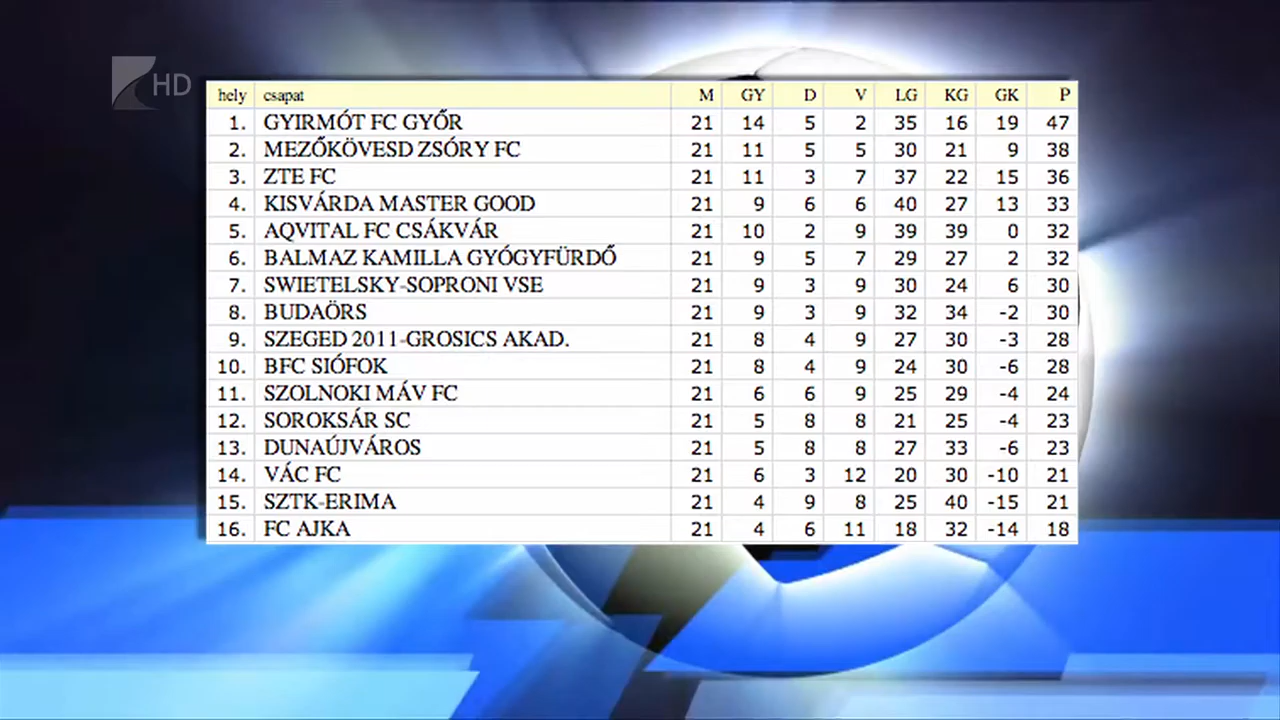 HD
hely csapat M GY D V LG KG GK P
1. GYIRMÓT FC GYŐR 21 14 5 2 35 16 19 47
2. MEZŐKÖVESD ZSÓRY FC 21 11 5 5 30 21 9 38
3. ZTE FC 21 11 3 7 37 22 15 36
4. KISVÁRDA MASTER GOOD 21 9 6 6 40 27 13 33
5. AQVITAL FC CSÁKVÁR 21 10 2 9 39 39 0 32
6. BALMAZ KAMILLA GYÓGYFÜRDŐ 21 9 5 7 29 27 2 32
7. SWIETELSKY-SOPRONI VSE 21 9 3 9 30 24 6 30
8. BUDAÖRS 21 9 3 9 32 34 -2 30
9. SZEGED 2011-GROSICS AKAD. 21 8 4 9 27 30 -3 28
10. BFC SIÓFOK 21 8 4 9 24 30 -6 28
11. SZOLNOKI MÁV FC 21 6 6 9 25 29 -4 24
12. SOROKSÁR SC 21 5 8 8 21 25 -4 23
13. DUNAÚJVÁROS 21 5 8 8 27 33 -6 23
14. VÁC FC 21 6 3 12 20 30 -10 21
15. SZTK-ERIMA 21 4 9 8 25 40 -15 21
16. FC AJKA 21 4 6 11 18 32 -14 18